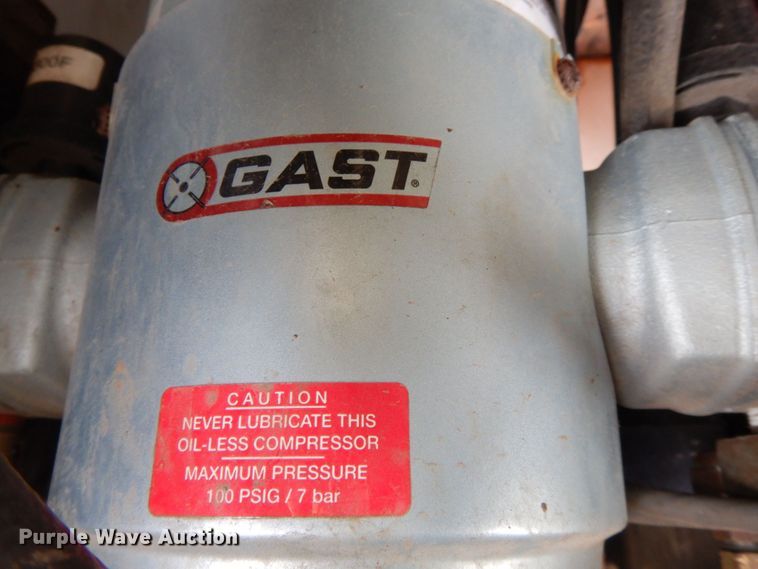 GAST®
CAUTION
NEVER LUBRICATE THIS
OIL-LESS COMPRESSOR
MAXIMUM PRESSURE
100 PSIG / 7 bar
Purple Wave Auction